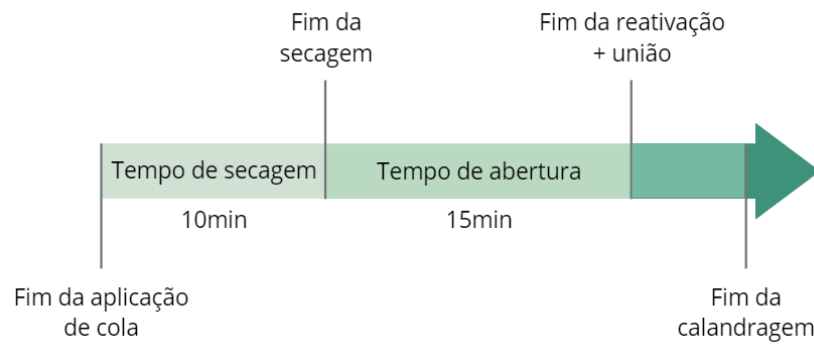 Fim da
secagem
Fim da reativação
+ união
Tempo de secagem
Tempo de abertura
10min
15min
Fim da aplicação
de cola
Fim da
calandragem